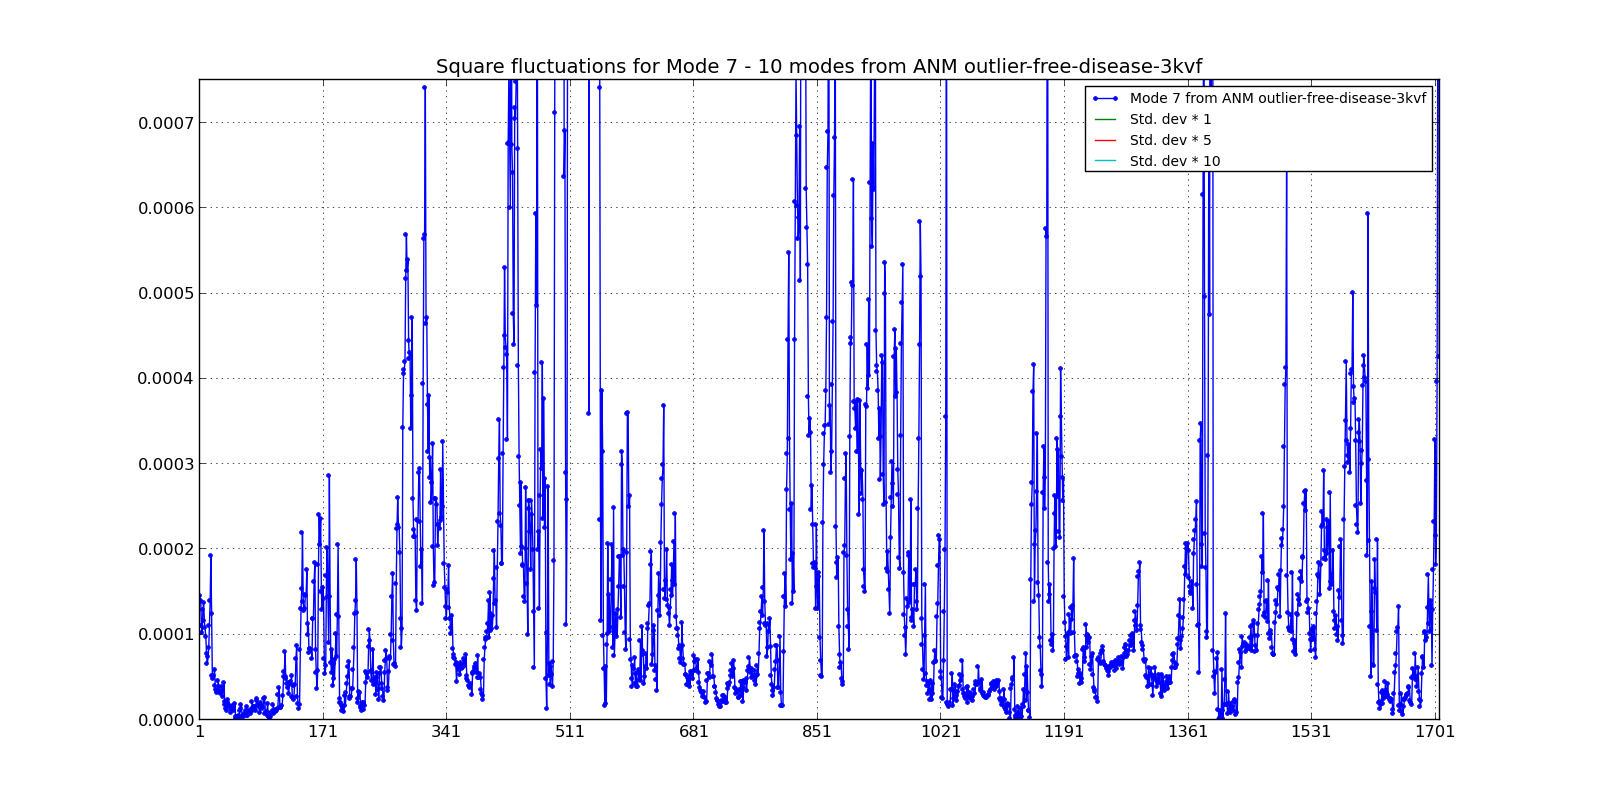 Square fluctuations for Mode 7 - 10 modes from ANM outlier-free-disease-3kvf
Mode 7 from ANM outlier-free-disease-3kvf
Std. dev * 1
Std. dev * 5
Std. dev * 10
0.0007
0.0006
0.0005
0.0004
0.0003
0.0002
0.0001
0.0000
1 171 341 511 681 851 1021 1191 1361 1531 1701